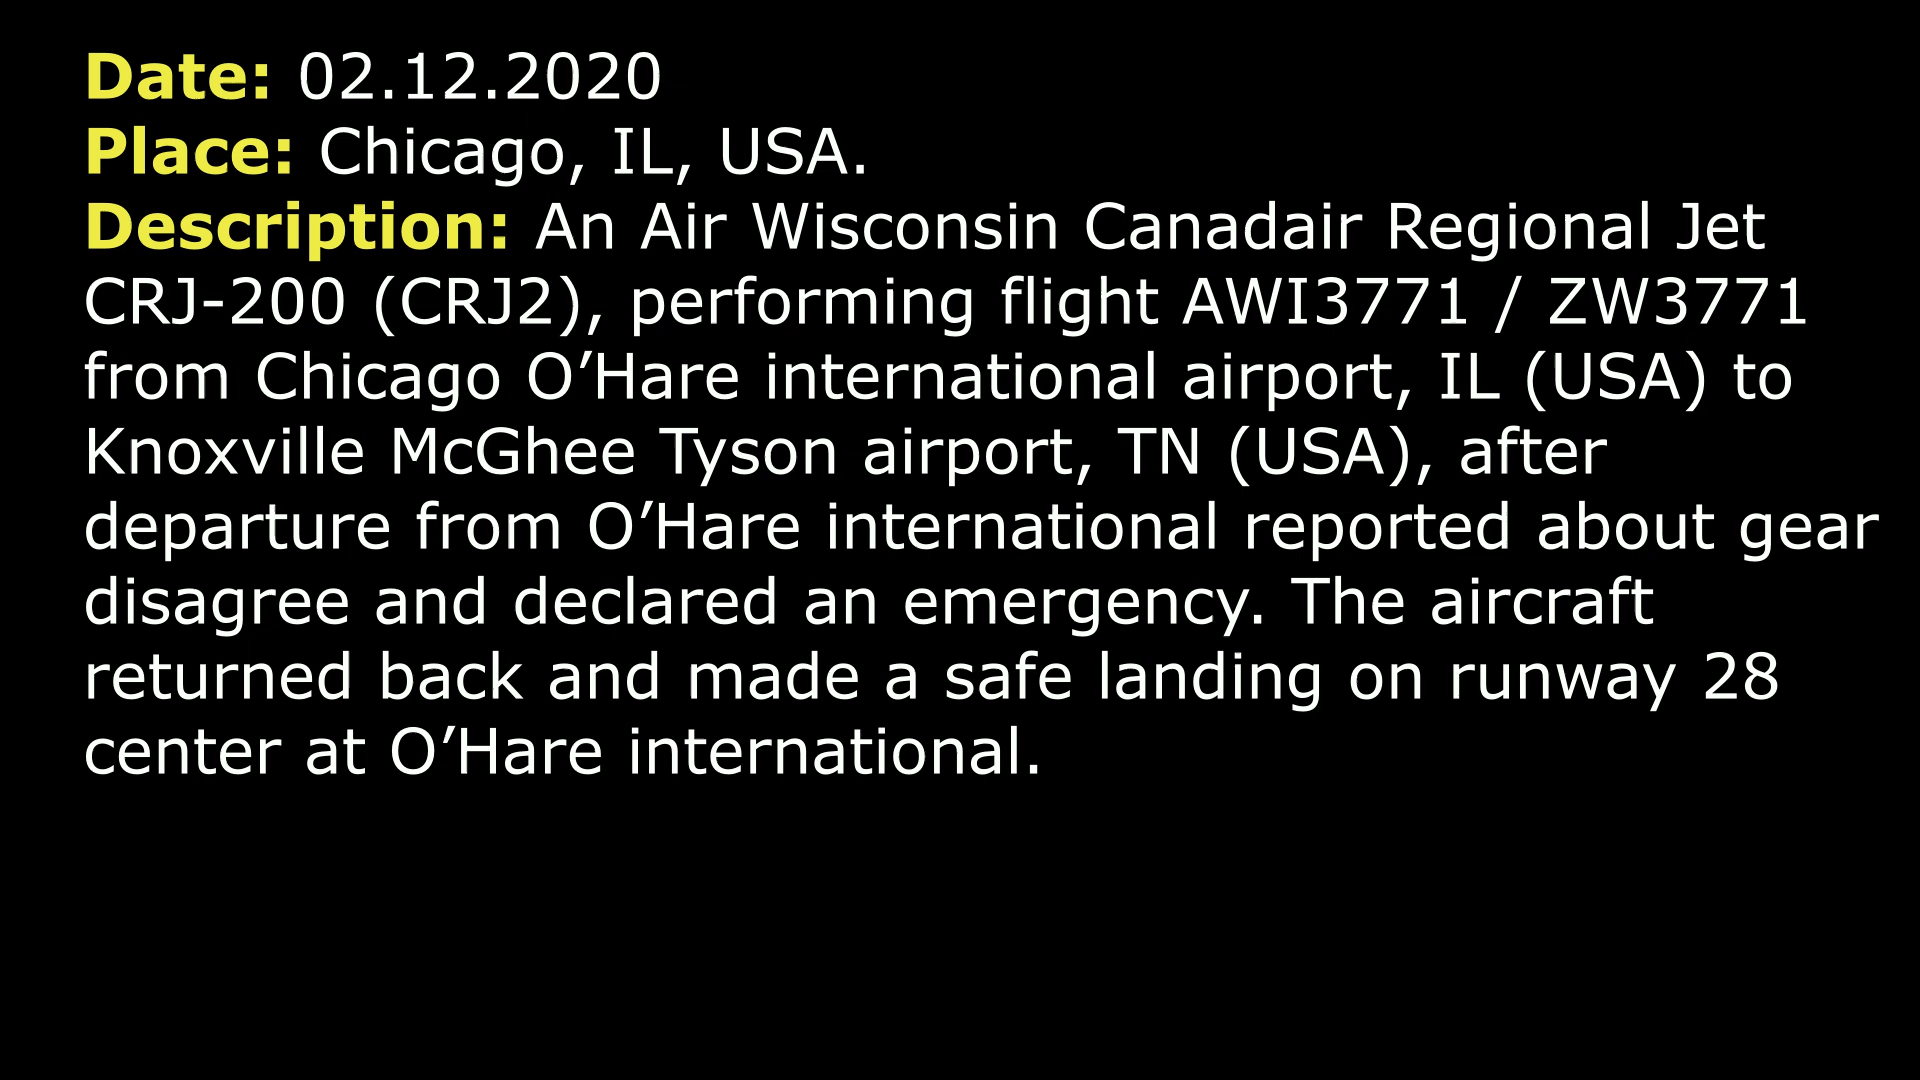 Date: 02.12.2020
Place: Chicago, IL, USA.
Description: An Air Wisconsin Canadair Regional Jet
CRJ-200 (CRJ2), performing flight AWI3771 / ZW3771
from Chicago O’Hare international airport, IL (USA) to
Knoxville McGhee Tyson airport, TN (USA), after
departure from O’Hare international reported about gear
disagree and declared an emergency. The aircraft
returned back and made a safe landing on runway 28
center at O’Hare international.